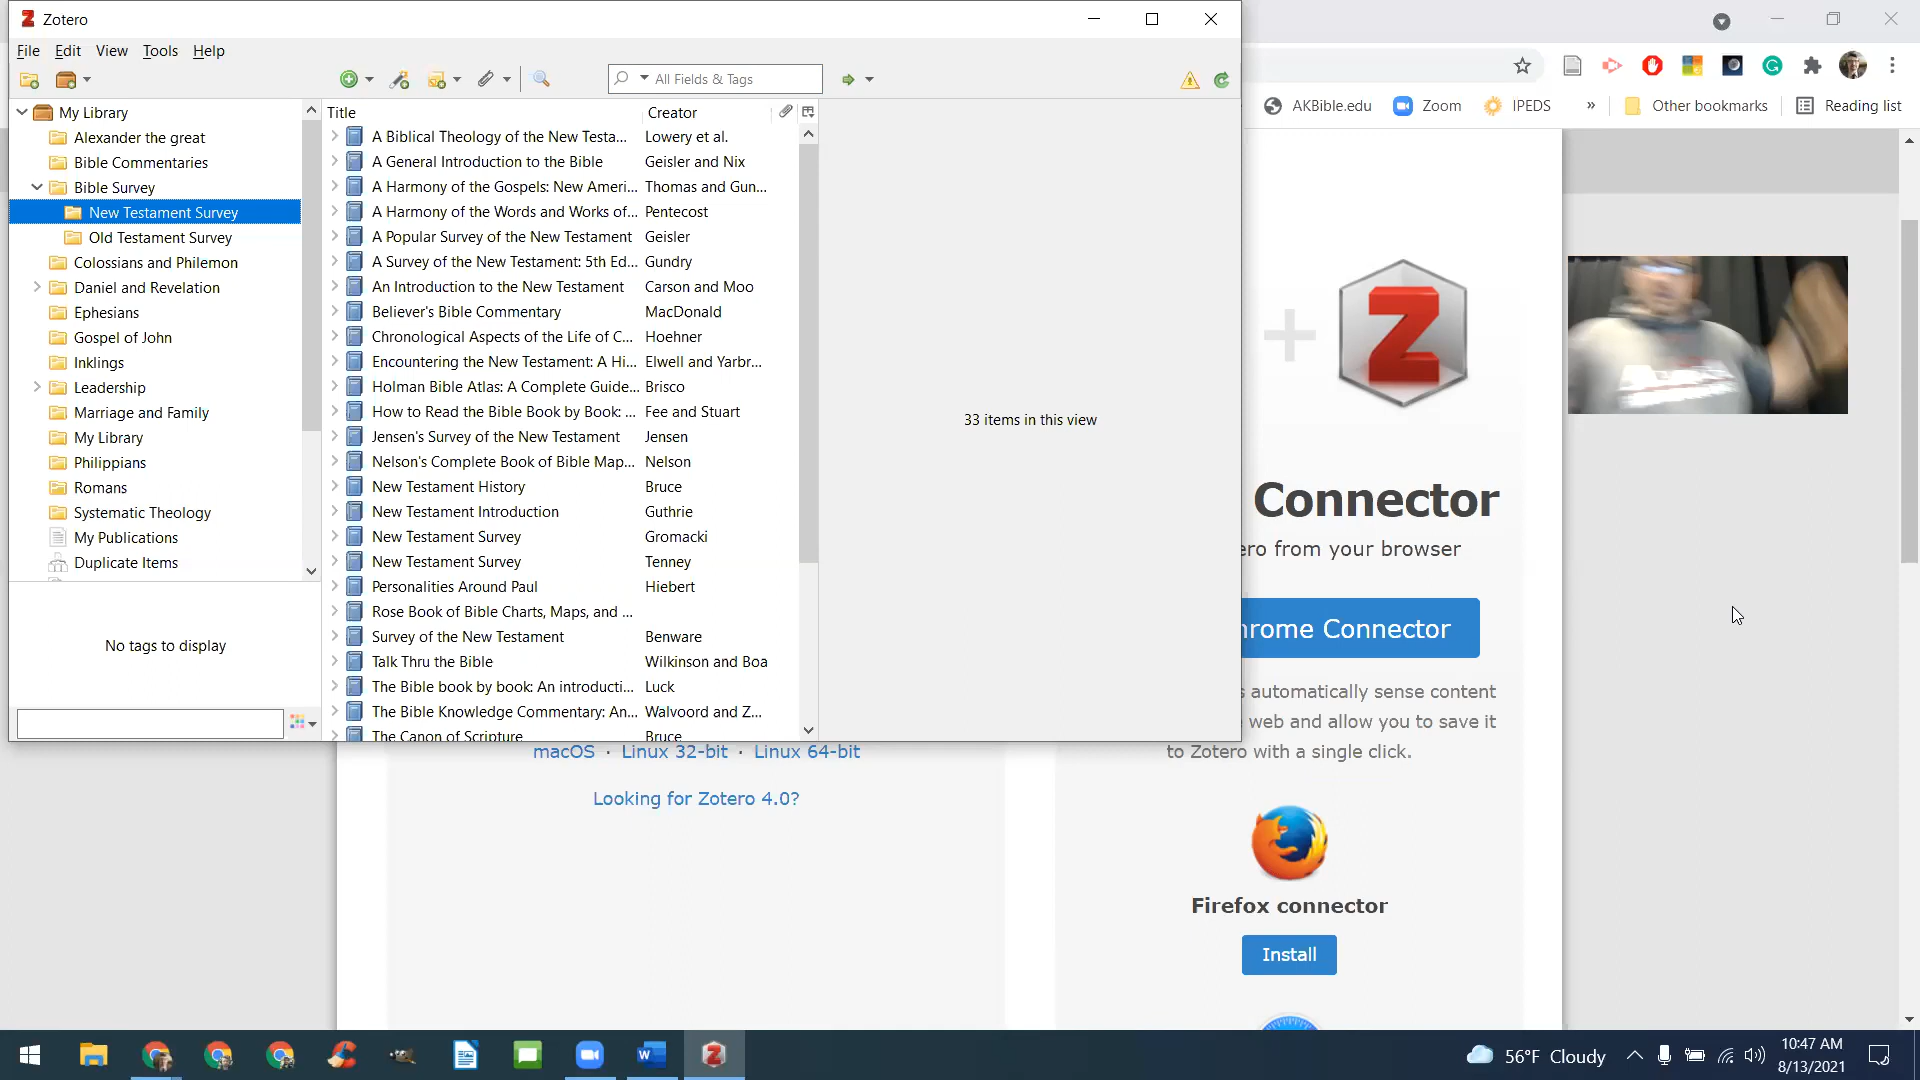 Zotero
File Edit View Tools Help
All Fields & Tags
My Library
Alexander the great
Bible Commentaries
Bible Survey
New Testament Survey
Old Testament Survey
Colossians and Philemon
Daniel and Revelation
Ephesians
Gospel of John
Inklings
Leadership
Marriage and Family
My Library
Philippians
Romans
Systematic Theology
My Publications
Duplicate Items
No tags to display
Title Creator
A Biblical Theology of the New Testa... Lowery et al.
A General Introduction to the Bible Geisler and Nix
A Harmony of the Gospels: New Ameri... Thomas and Gun...
A Harmony of the Words and Works of... Pentecost
A Popular Survey of the New Testament Geisler
A Survey of the New Testament: 5th Ed... Gundry
An Introduction to the New Testament Carson and Moo
Believer's Bible Commentary MacDonald
Chronological Aspects of the Life of C... Hoehner
Encountering the New Testament: A Hi... Elwell and Yarbr...
Holman Bible Atlas: A Complete Guide... Brisco
How to Read the Bible Book by Book: ... Fee and Stuart
Jensen's Survey of the New Testament Jensen
Nelson's Complete Book of Bible Map... Nelson
New Testament History Bruce
New Testament Introduction Guthrie
New Testament Survey Gromacki
New Testament Survey Tenney
Personalities Around Paul Hiebert
Rose Book of Bible Charts, Maps, and ...
Survey of the New Testament Benware
Talk Thru the Bible Wilkinson and Boa
The Bible book by book: An introducti... Luck
The Bible Knowledge Commentary: An... Walvoord and Z...
The Canon of Scripture Bruce
33 items in this view
AKBible.edu Zoom IPEDS » Other bookmarks Reading list
Z
Connector
ero from your browser
hrome Connector
s automatically sense content
web and allow you to save it
to Zotero with a single click.
macOS · Linux 32-bit · Linux 64-bit
Looking for Zotero 4.0?
Firefox connector
Install
56°F Cloudy
10:47 AM
8/13/2021